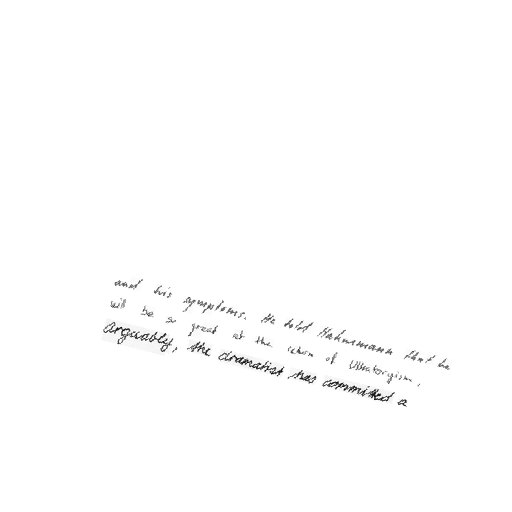 and his symptoms. He told Hahnemann that he
will be so great at the return of
arguably, the dramatist has committed a